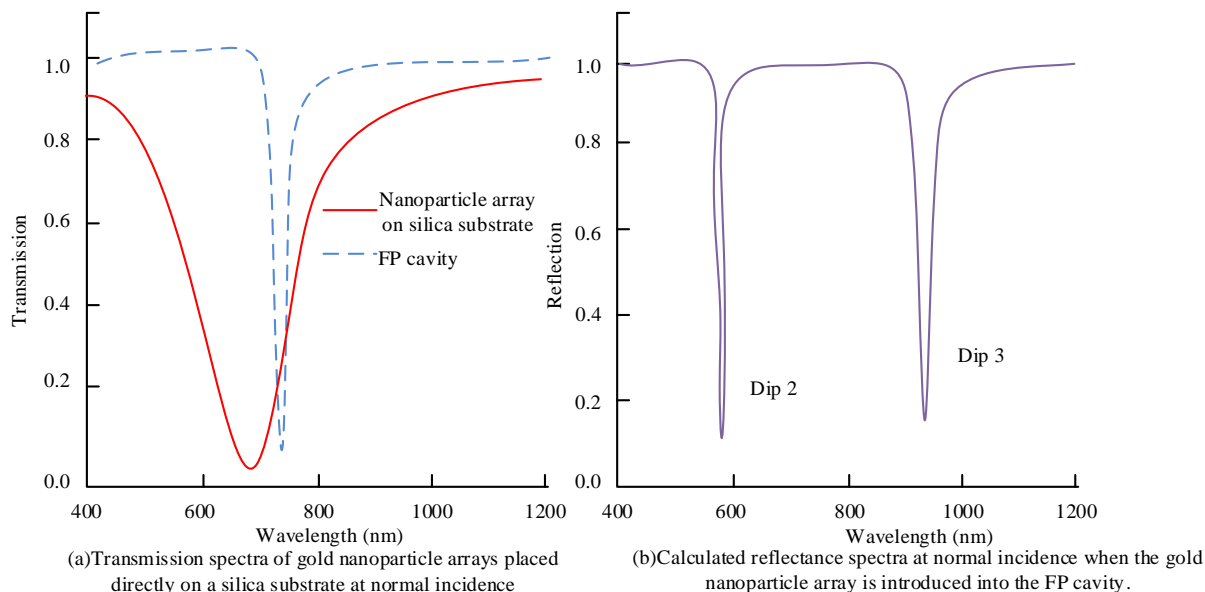 1.0
0.8
0.6
0.4
0.2
0.0
Transmission
400
600
800
1000
1200
Wavelength (nm)
Nanoparticle array
on silica substrate
FP cavity
(a)Transmission spectra of gold nanoparticle arrays placed
directly on a silica substrate at normal incidence
1.0
0.8
0.6
0.4
0.2
0.0
Reflection
Dip 2
Dip 3
400
600
800
1000
1200
Wavelength (nm)
(b)Calculated reflectance spectra at normal incidence when the gold
nanoparticle array is introduced into the FP cavity.